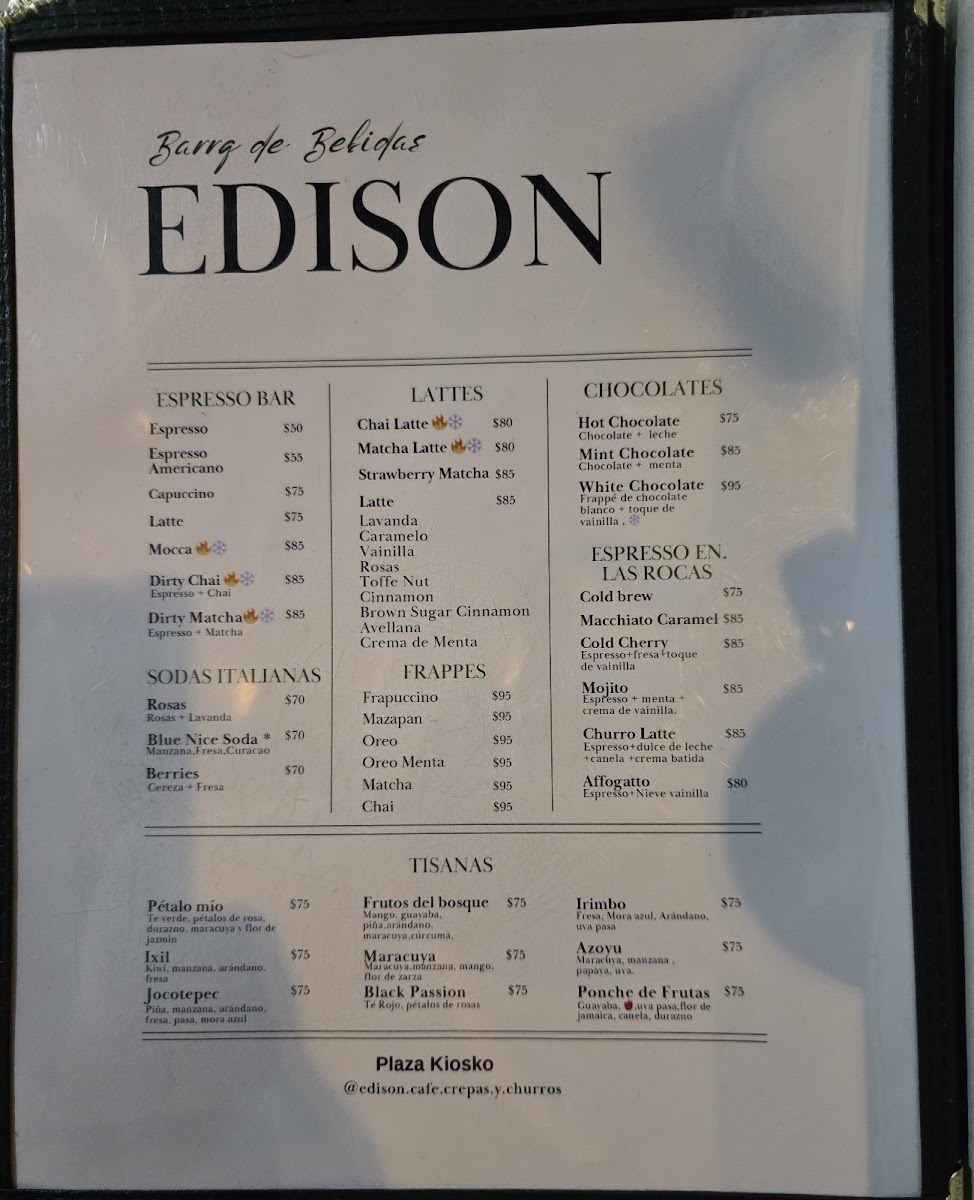 Barra de Bebidas
EDISON
ESPRESSO BAR
Espresso $50
Espresso
Americano $55
Capuccino $75
Latte $75
Mocca 🔥❄️ $85
Dirty Chai 🔥❄️ $85
Espresso + Chai
Dirty Matcha🔥❄️ $85
Espresso + Matcha
SODAS ITALIANAS
Rosas $70
Rosas + Lavanda
Blue Nice Soda * $70
Manzana,Fresa,Curacao
Berries $70
Cereza + Fresa
LATTES
Chai Latte 🔥❄️ $80
Matcha Latte 🔥❄️ $80
Strawberry Matcha $85
Latte $85
Lavanda
Caramelo
Vainilla
Rosas
Toffe Nut
Cinnamon
Brown Sugar Cinnamon
Avellana
Crema de Menta
FRAPPES
Frapuccino $95
Mazapan $95
Oreo $95
Oreo Menta $95
Matcha $95
Chai $95
CHOCOLATES
Hot Chocolate $75
Chocolate + leche
Mint Chocolate $85
Chocolate + menta
White Chocolate $95
Frappé de chocolate
blanco + toque de
vainilla , ❄️
ESPRESSO EN.
LAS ROCAS
Cold brew $75
Macchiato Caramel $85
Cold Cherry $85
Espresso+fresa+toque
de vainilla
Mojito $85
Espresso + menta +
crema de vainilla.
Churro Latte $85
Espresso+dulce de leche
+canela +crema batida
Affogatto $80
Espresso+Nieve vainilla
TISANAS
Pétalo mío $75
Te verde, pétalos de rosa,
durazno, maracuya y flor de
jazmin
Ixil $75
Kiwi, manzana, arándano,
fresa
Jocotepec $75
Piña, manzana, arándano,
fresa, pasa, mora azul
Frutos del bosque $75
Mango, guayaba,
piña,arándano,
maracuya,cúrcuma,
Maracuya $75
Maracuya,manzana, mango,
flor de zarza
Black Passion $75
Té Rojo, pétalos de rosas
Irimbo $75
Fresa, Mora azul, Arándano,
uva pasa
Azoyu $75
Maracuya, manzana ,
papaya, uva.
Ponche de Frutas $75
Guayaba, 🍎,uva pasa,flor de
jamaica, canela, durazno
Plaza Kiosko
@edison.cafe.crepas.y.churros